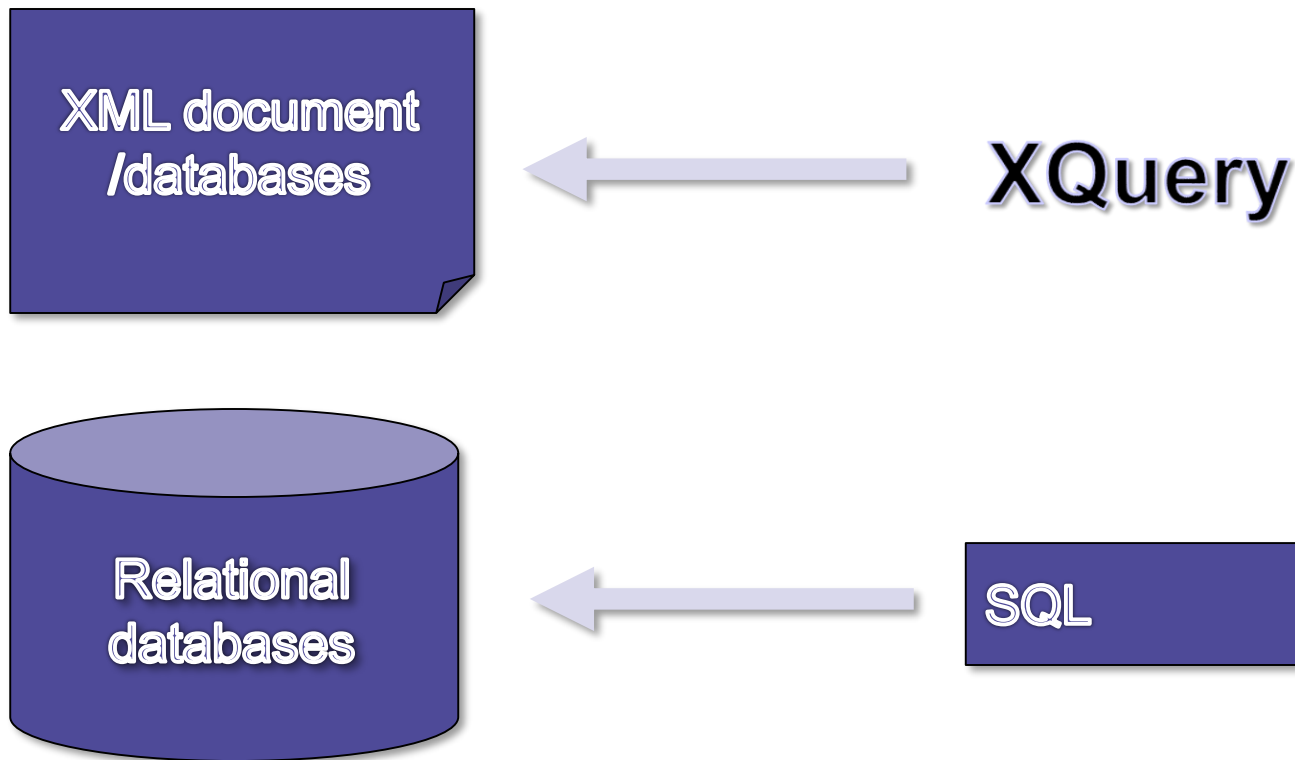 XML document
/databases
XQuery
Relational
databases
SQL